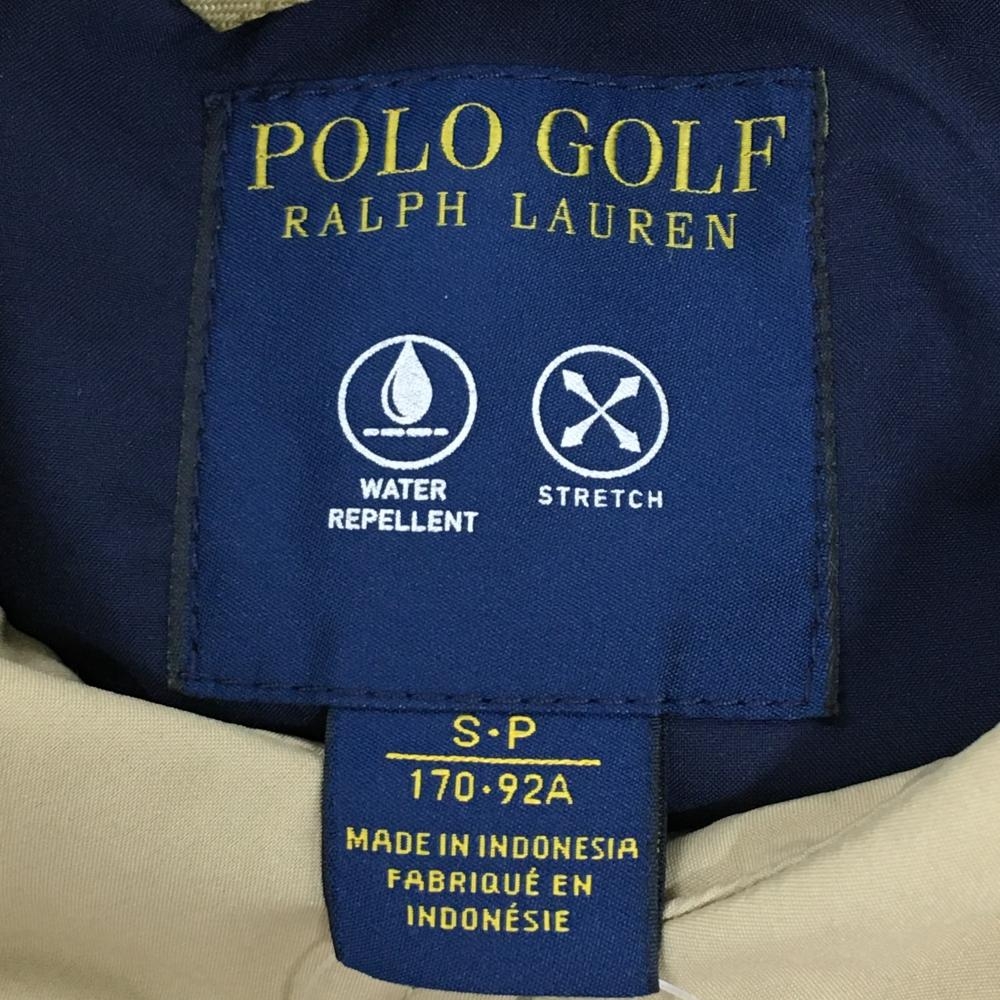 POLO GOLF
RALPH LAUREN
WATER
REPELLENT
STRETCH
S·P
170·92A
MADE IN INDONESIA
FABRIQUÉ EN
INDONÉSIE